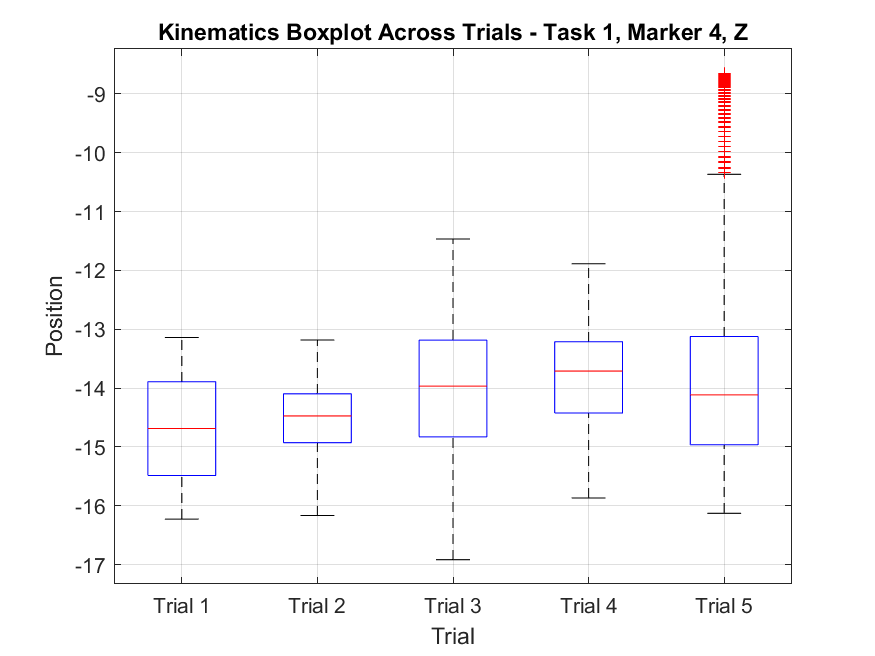 Kinematics Boxplot Across Trials - Task 1, Marker 4, Z
-9
-10
-11
-12
-13
-14
-15
-16
-17
Position
Trial 1 Trial 2 Trial 3 Trial 4 Trial 5
Trial